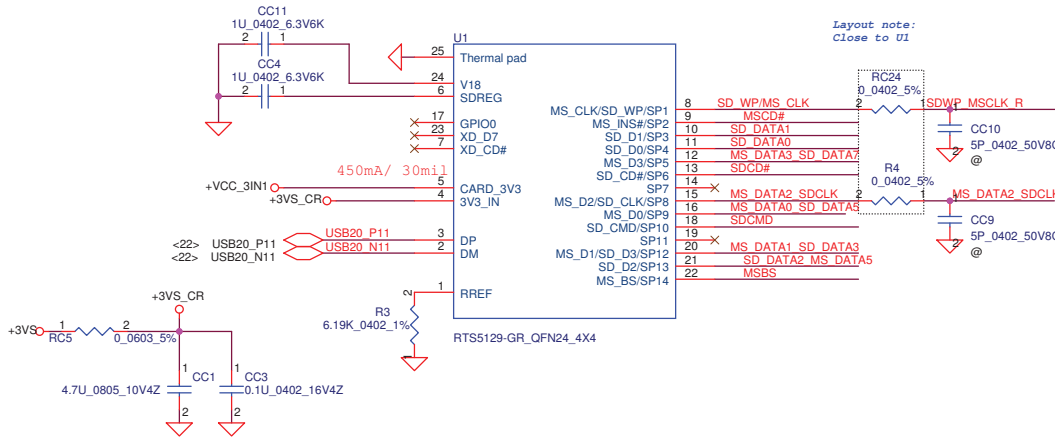 CC11
1U_0402_6.3V6K
2 1
CC4
1U_0402_6.3V6K
2 1
U1
25 Thermal pad
24 V18
6 SDREG
17 GPIO0
23 XD_D7
7 XD_CD#
450mA/ 30mil
+VCC_3IN1 5 CARD_3V3
+3VS_CR 4 3V3_IN
<22> USB20_P11 USB20_P11 3 DP
<22> USB20_N11 USB20_N11 2 DM
1 RREF
2
R3
6.19K_0402_1%
1
RTS5129-GR_QFN24_4X4
MS_CLK/SD_WP/SP1 8 SD_WP/MS_CLK
MS_INS#/SP2 9 MSCD#
SD_D1/SP3 10 SD_DATA1
SD_D0/SP4 11 SD_DATA0
MS_D3/SP5 12 MS_DATA3_SD_DATA7
SD_CD#/SP6 13 SDCD#
SP7 14
MS_D2/SD_CLK/SP8 15 MS_DATA2_SDCLK
MS_D0/SP9 16 MS_DATA0_SD_DATA5
SD_CMD/SP10 18 SDCMD
SP11 19
MS_D1/SD_D3/SP12 20 MS_DATA1_SD_DATA3
SD_D2/SP13 21 SD_DATA2_MS_DATA5
MS_BS/SP14 22 MSBS
Layout note:
Close to U1
RC24
2 1
0_0402_5%
SDWP_MSCLK_R
1
CC10
5P_0402_50V80
2
@
R4
2 1
0_0402_5%
MS_DATA2_SDCLK
1
CC9
5P_0402_50V80
2
@
+3VS_CR
+3VS 1 2
RC5 0_0603_5%
1
CC1
4.7U_0805_10V4Z
2
1
CC3
0.1U_0402_16V4Z
2